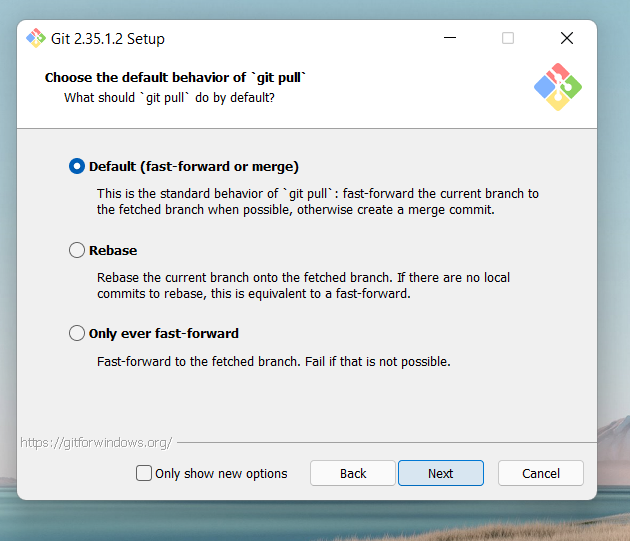 Git 2.35.1.2 Setup
Choose the default behavior of `git pull`
What should `git pull` do by default?
Default (fast-forward or merge)
This is the standard behavior of `git pull`: fast-forward the current branch to
the fetched branch when possible, otherwise create a merge commit.
Rebase
Rebase the current branch onto the fetched branch. If there are no local
commits to rebase, this is equivalent to a fast-forward.
Only ever fast-forward
Fast-forward to the fetched branch. Fail if that is not possible.
https://gitforwindows.org/
Only show new options
Back
Next
Cancel